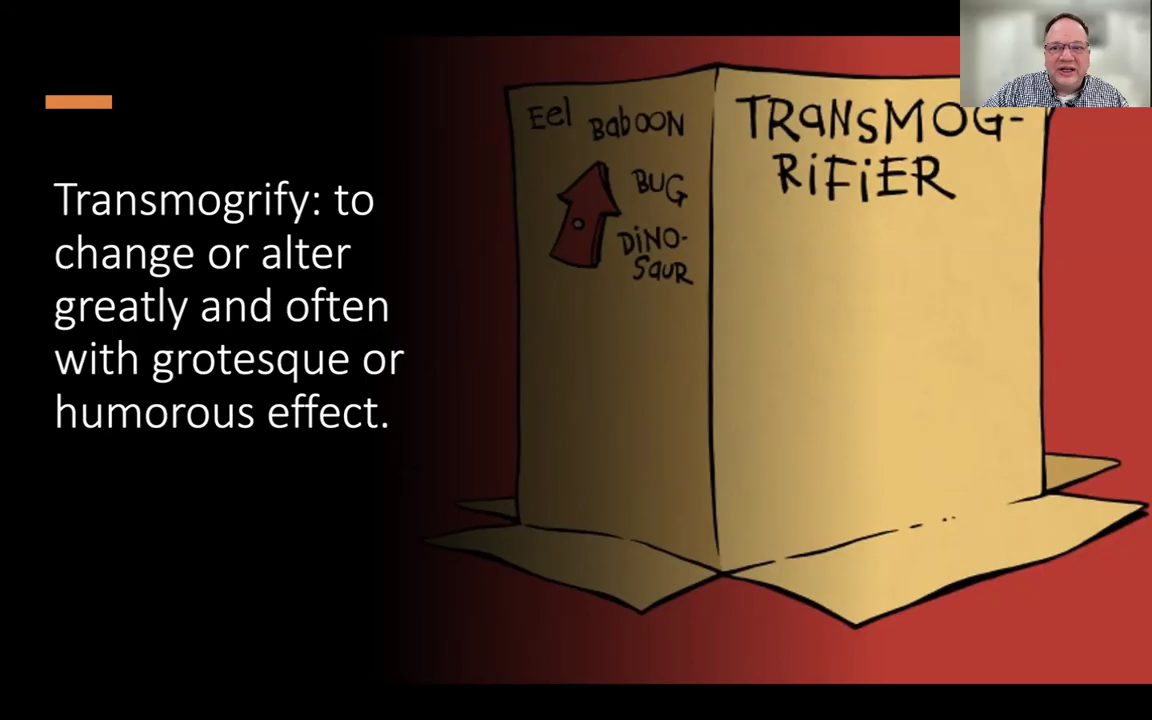 Transmogrify: to
change or alter
greatly and often
with grotesque or
humorous effect.
Eel
BaboON
BUG
DiNO-
SauR
TRANSMOG-
RiFiER